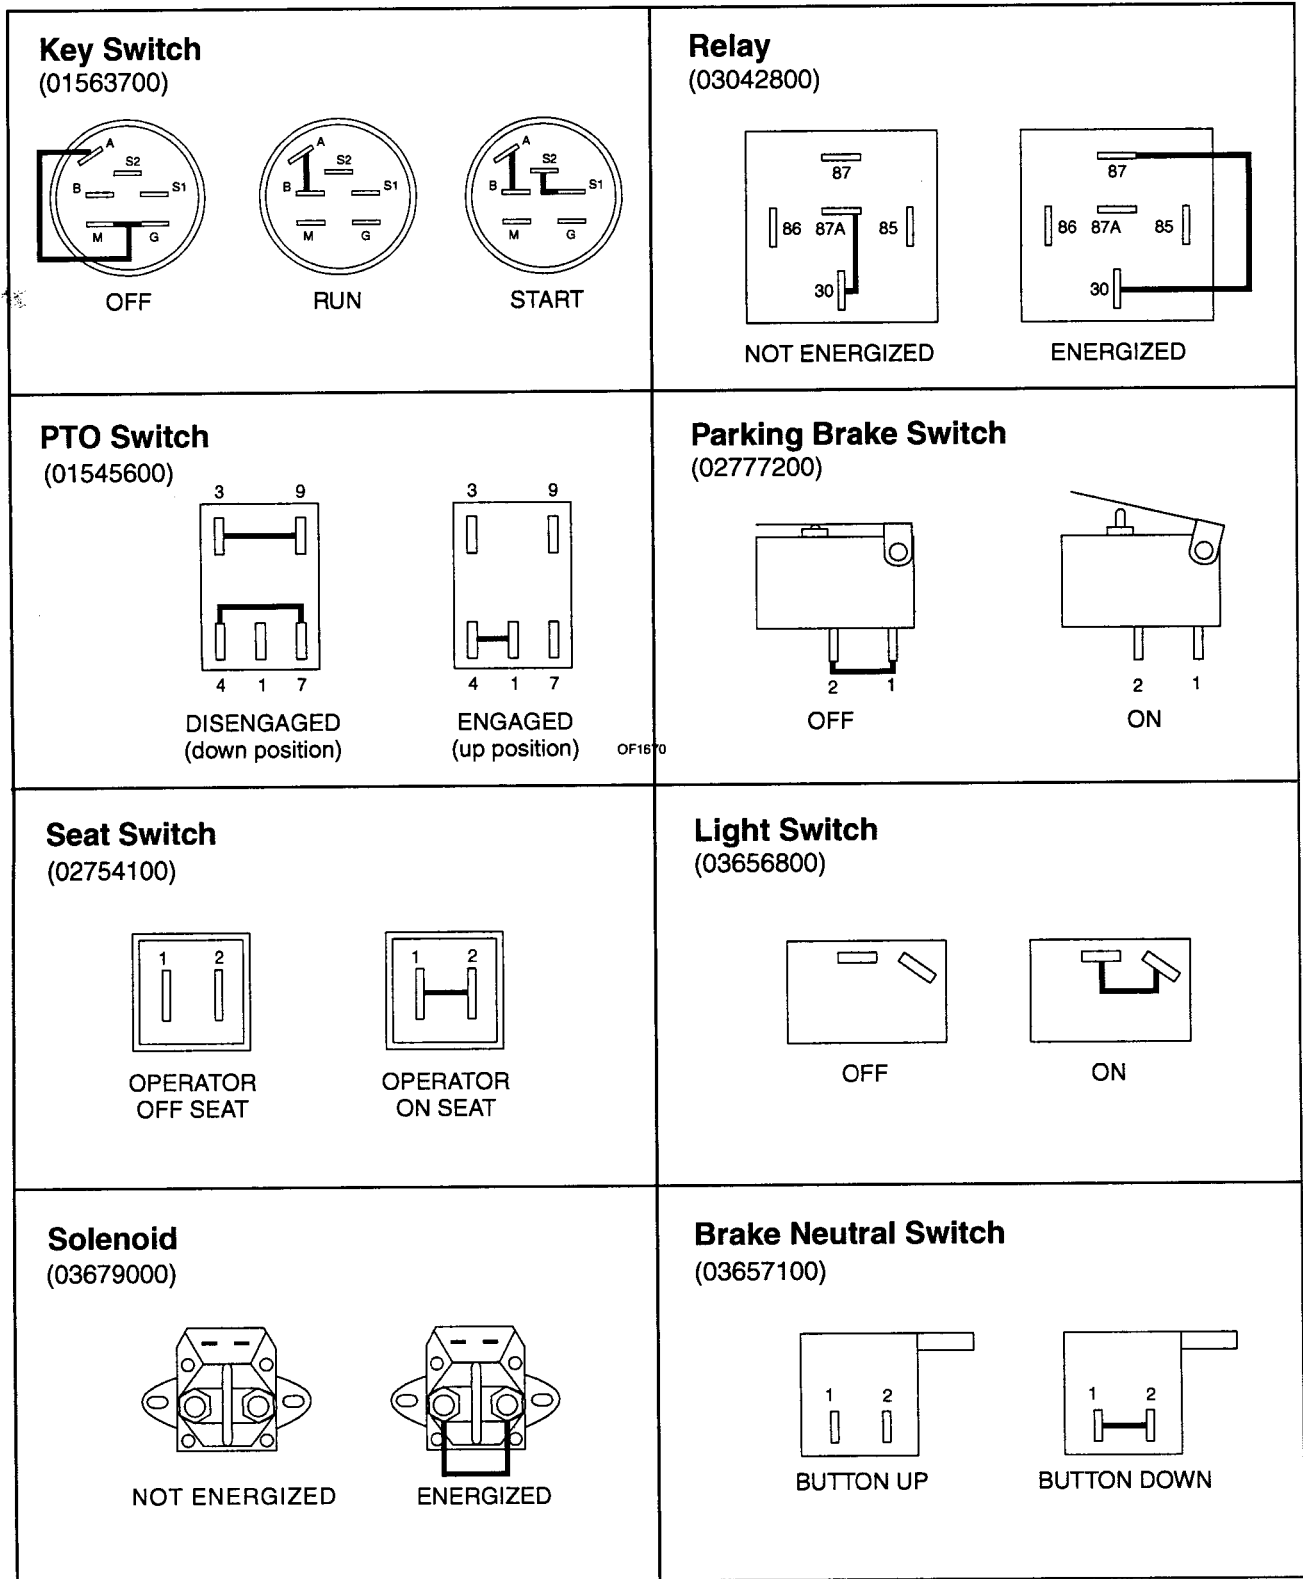 Key Switch
(01563700)
A
S2
B
S1
M
G
OFF
A
S2
B
S1
M
G
RUN
A
S2
B
S1
M
G
START
Relay
(03042800)
87
86
87A
85
30
NOT ENERGIZED
87
86
87A
85
30
ENERGIZED
PTO Switch
(01545600)
3
9
4
1
7
DISENGAGED
(down position)
3
9
4
1
7
ENGAGED
(up position)
OF1670
Parking Brake Switch
(02777200)
2
1
OFF
2
1
ON
Seat Switch
(02754100)
1
2
OPERATOR
OFF SEAT
1
2
OPERATOR
ON SEAT
Light Switch
(03656800)
OFF
ON
Solenoid
(03679000)
NOT ENERGIZED
ENERGIZED
Brake Neutral Switch
(03657100)
1
2
BUTTON UP
1
2
BUTTON DOWN